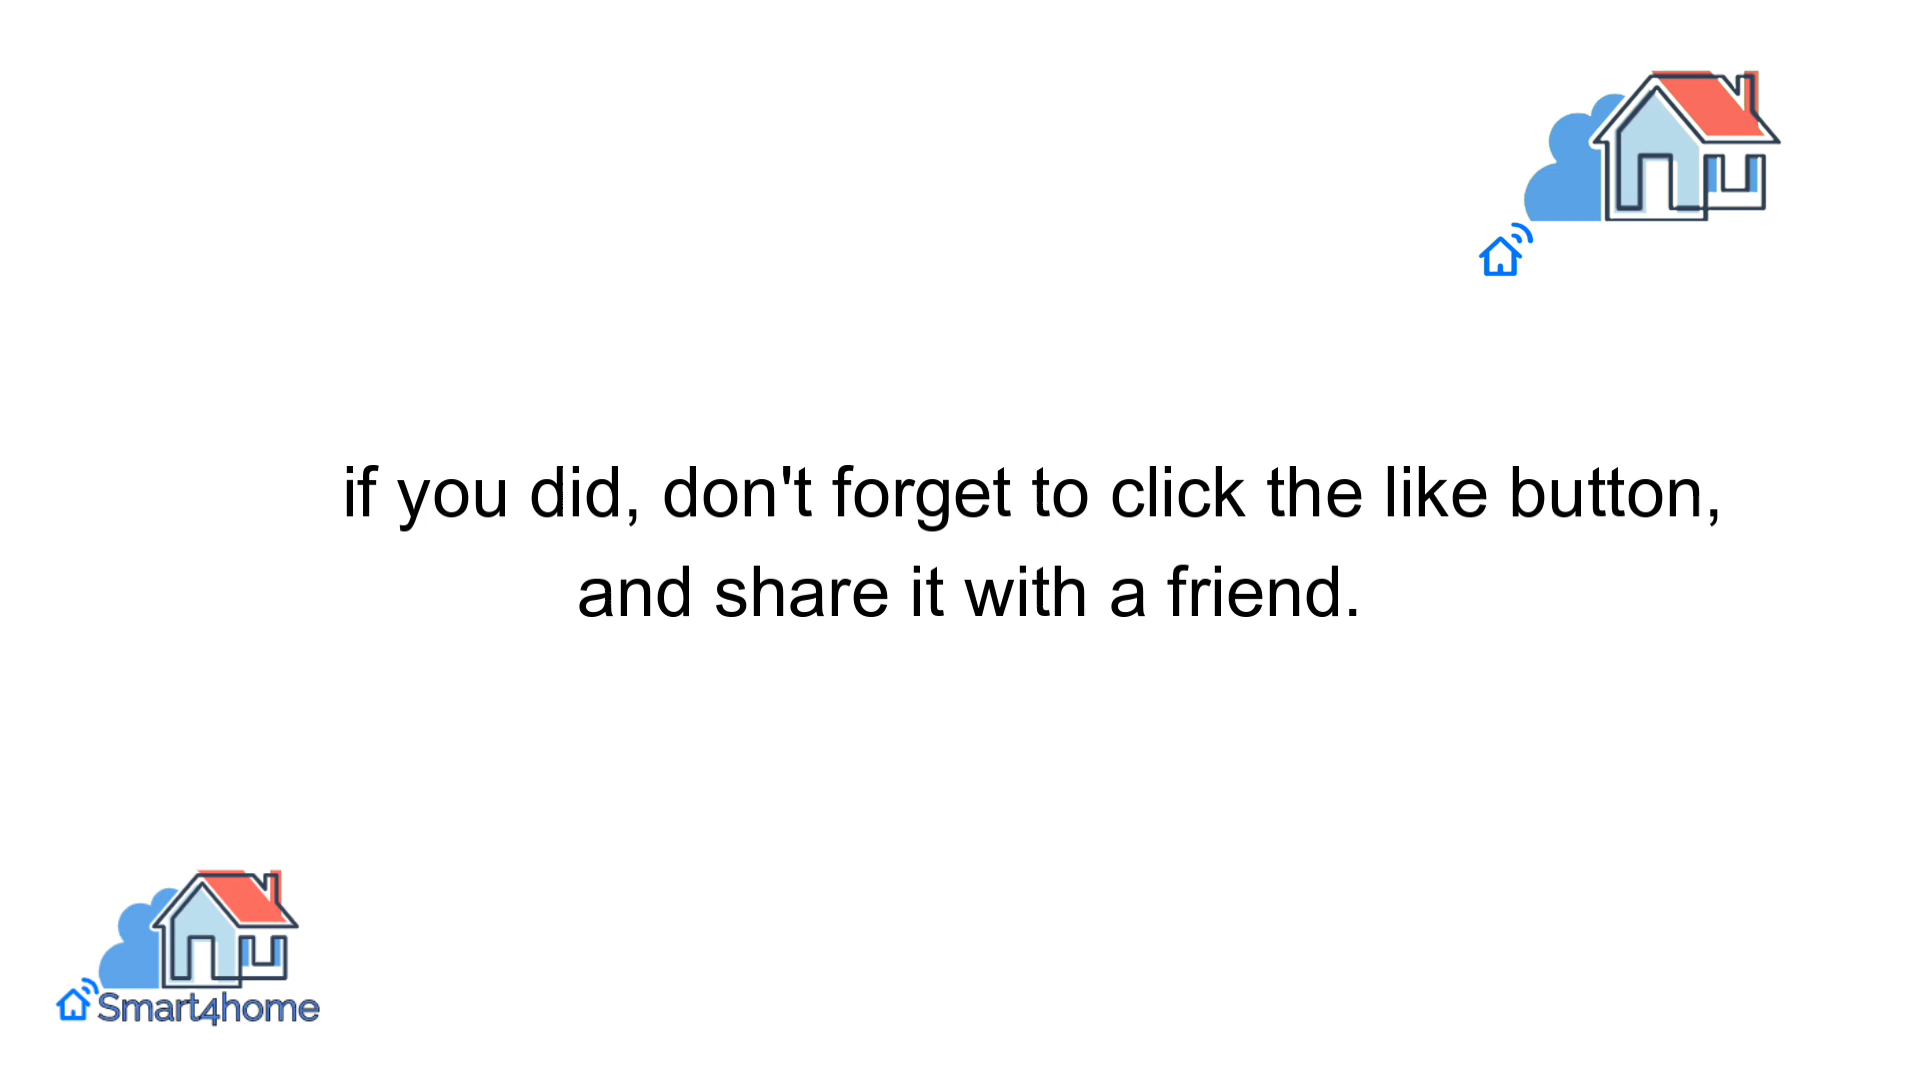 if you did, don't forget to click the like button,
and share it with a friend.
Smart4home